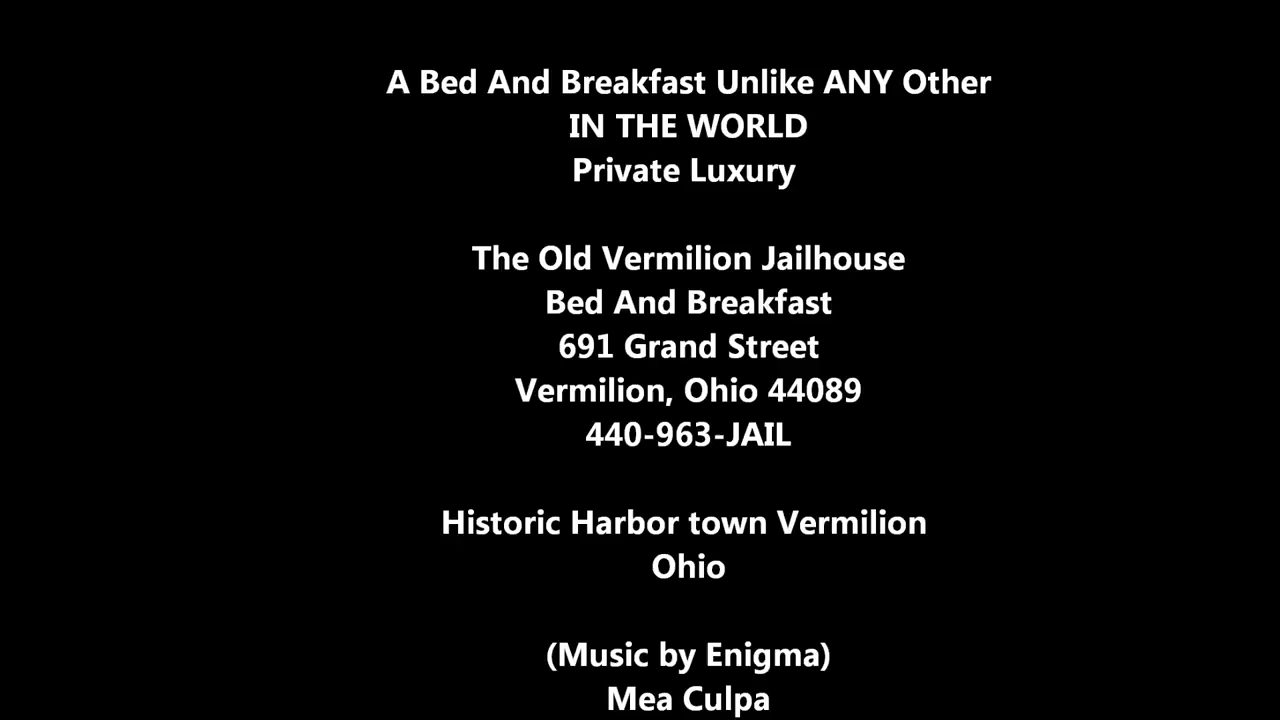 A Bed And Breakfast Unlike ANY Other
IN THE WORLD
Private Luxury
The Old Vermilion Jailhouse
Bed And Breakfast
691 Grand Street
Vermilion, Ohio 44089
440-963-JAIL
Historic Harbor town Vermilion
Ohio
(Music by Enigma)
Mea Culpa